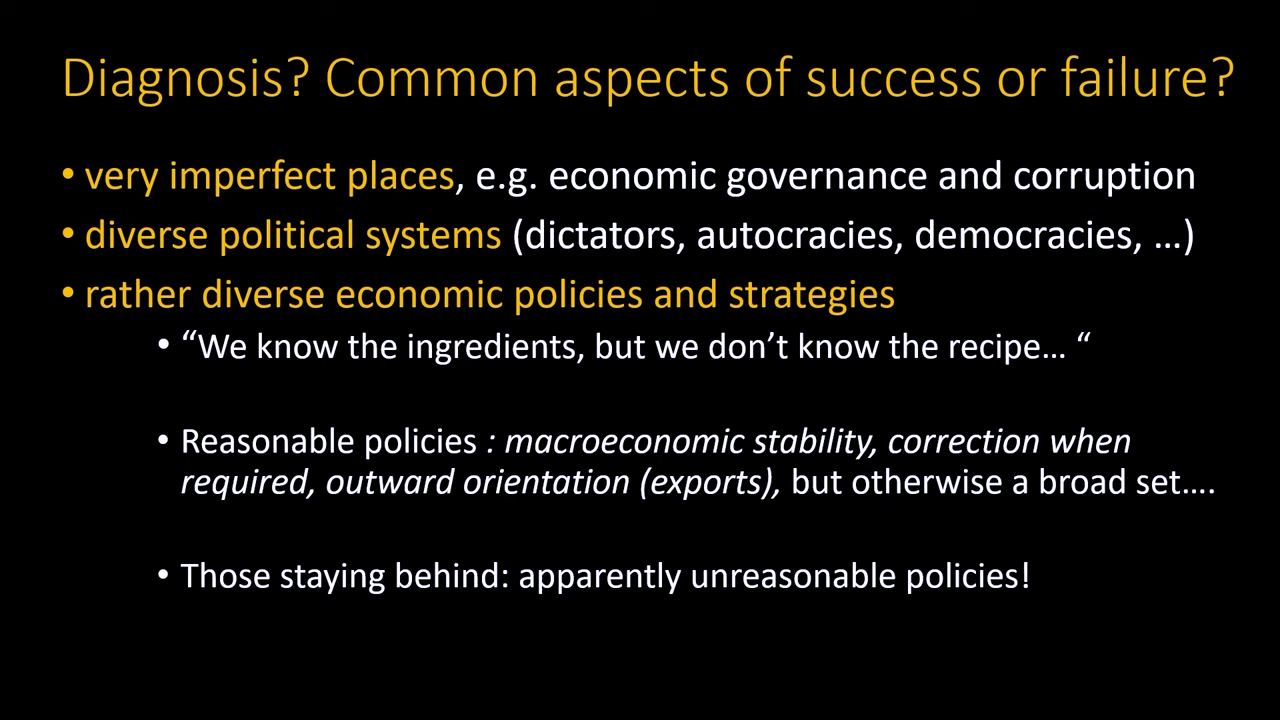 Diagnosis? Common aspects of success or failure?
• very imperfect places, e.g. economic governance and corruption
• diverse political systems (dictators, autocracies, democracies, …)
• rather diverse economic policies and strategies
• “We know the ingredients, but we don’t know the recipe… “
• Reasonable policies : macroeconomic stability, correction when
required, outward orientation (exports), but otherwise a broad set….
• Those staying behind: apparently unreasonable policies!